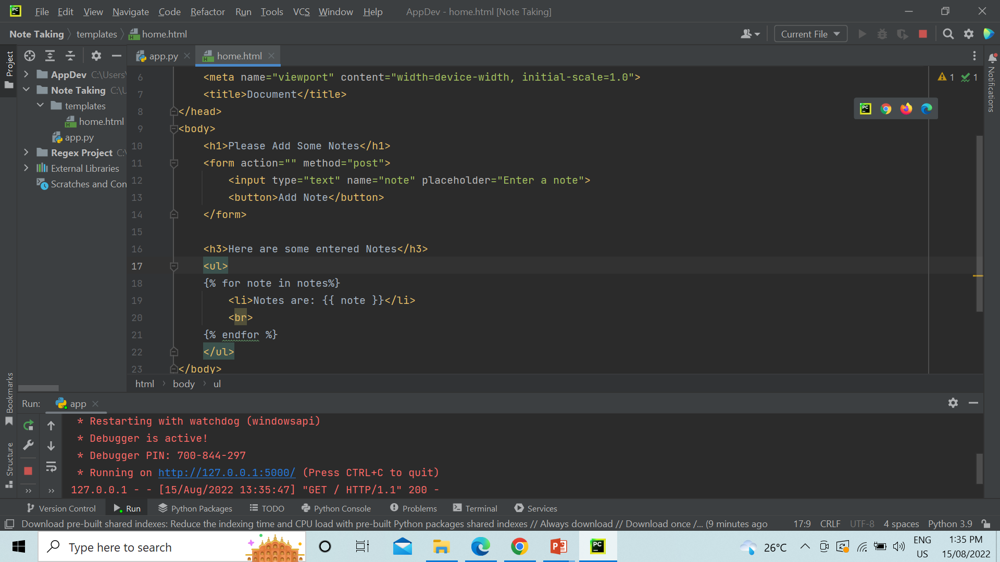 PC File Edit View Navigate Code Refactor Run Tools VCS Window Help AppDev - home.html [Note Taking]
Note Taking templates home.html Current File
Project
app.py home.html
AppDev C:\Users\
Note Taking C:\U
templates
home.html
app.py
Regex Project C:\
External Libraries
Scratches and Con
6 <meta name="viewport" content="width=device-width, initial-scale=1.0">
7 <title>Document</title>
8 </head>
9 <body>
10 <h1>Please Add Some Notes</h1>
11 <form action="" method="post">
12 <input type="text" name="note" placeholder="Enter a note">
13 <button>Add Note</button>
14 </form>
15
16 <h3>Here are some entered Notes</h3>
17 <ul>
18 {% for note in notes%}
19 <li>Notes are: {{ note }}</li>
20 <br>
21 {% endfor %}
22 </ul>
23 </body>
1 1
PC
Notifications
html body ul
Bookmarks
Structure
Run: app
* Restarting with watchdog (windowsapi)
* Debugger is active!
* Debugger PIN: 700-844-297
* Running on http://127.0.0.1:5000/ (Press CTRL+C to quit)
127.0.0.1 - - [15/Aug/2022 13:35:47] "GET / HTTP/1.1" 200 -
Version Control Run Python Packages TODO Python Console Problems Terminal Services
Download pre-built shared indexes: Reduce the indexing time and CPU load with pre-built Python packages shared indexes // Always download // Download once /... (9 minutes ago 17:9 CRLF UTF-8 4 spaces Python 3.9
Type here to search P PC 26°C ENG US 1:35 PM
15/08/2022